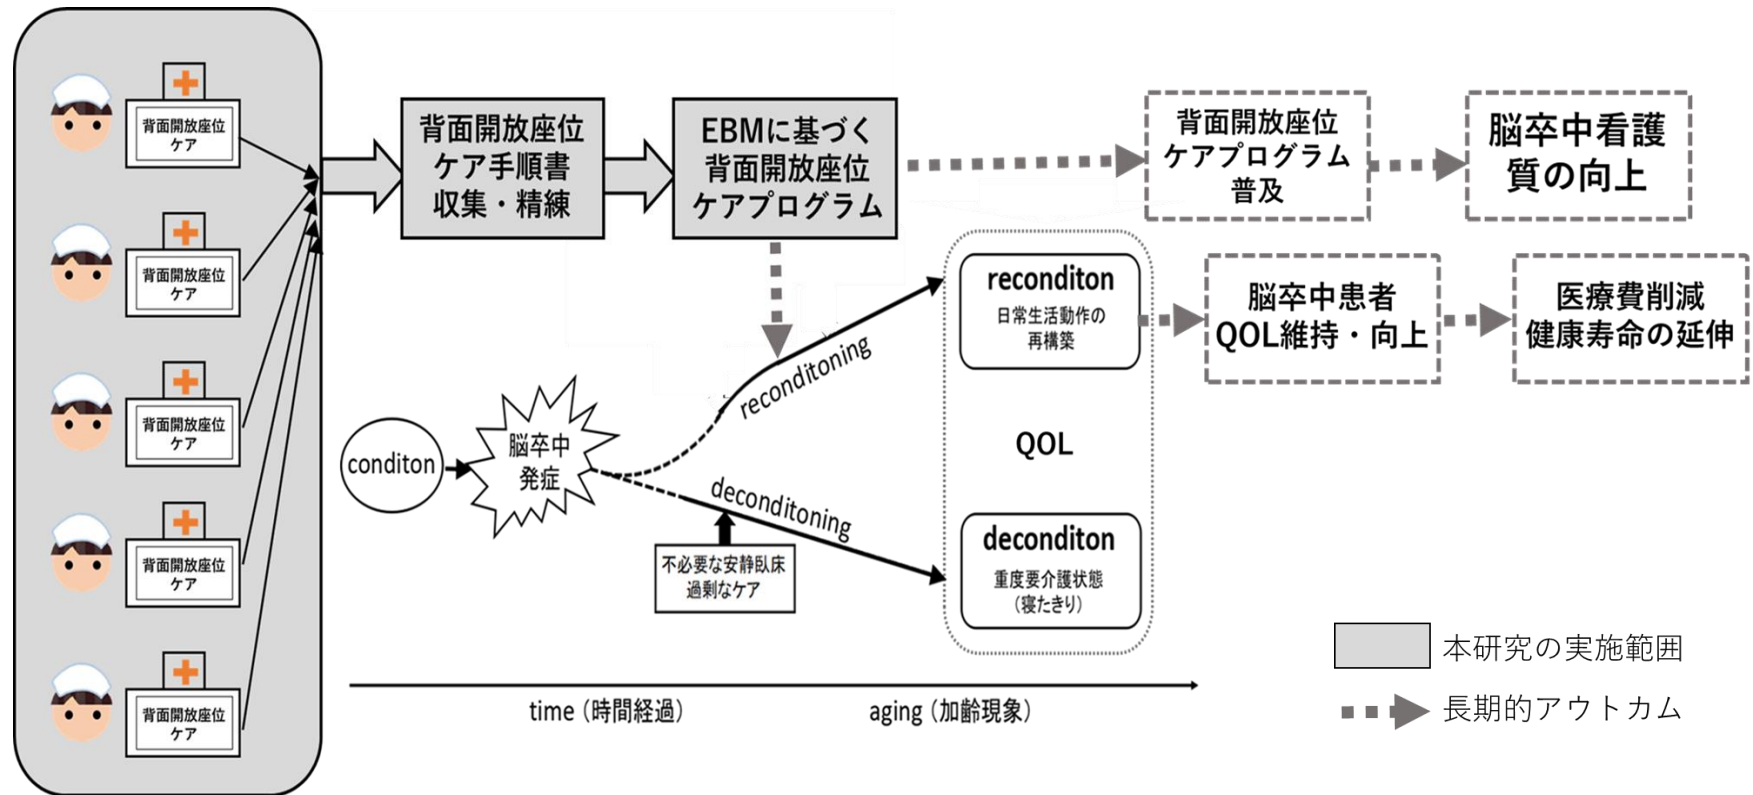 背面開放座位
ケア
背面開放座位
ケア
背面開放座位
ケア
背面開放座位
ケア
背面開放座位
ケア
背面開放座位
ケア手順書
収集・精練
EBMに基づく
背面開放座位
ケアプログラム
背面開放座位
ケアプログラム
普及
脳卒中看護
質の向上
conditon
脳卒中
発症
reconditoning
deconditoning
不必要な安静臥床
過剰なケア
reconditon
日常生活動作の
再構築
QOL
deconditon
重度要介護状態
（寝たきり）
脳卒中患者
QOL維持・向上
医療費削減
健康寿命の延伸
time（時間経過）
aging（加齢現象）
本研究の実施範囲
長期的アウトカム